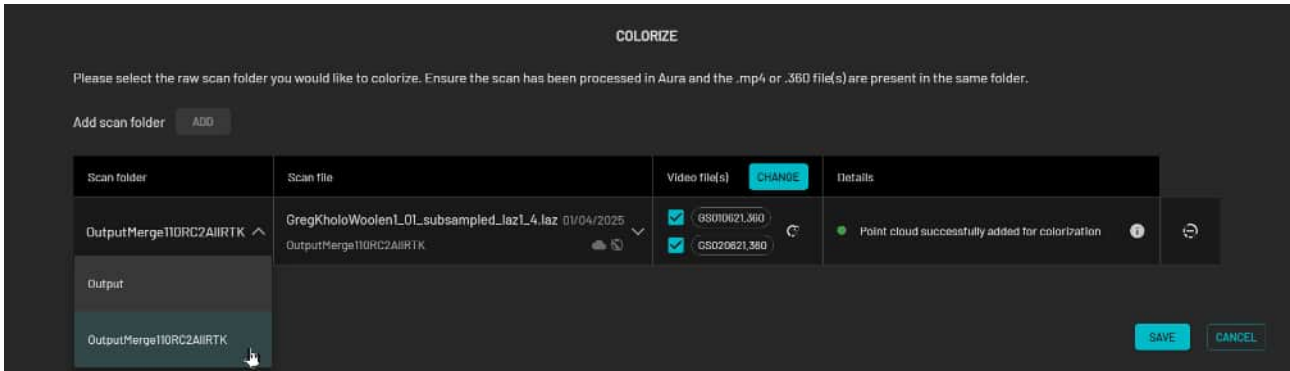 COLORIZE
Please select the raw scan folder you would like to colorize. Ensure the scan has been processed in Aura and the .mp4 or .360 file(s) are present in the same folder.
Add scan folder ADD
Scan folder Scan file Video file(s) CHANGE Details
OutputMerge110RC2AllRTK GregKholoWoolen1_01_subsampled_laz1_4.laz 01/04/2025 GS010621.360 Point cloud successfully added for colorization
OutputMerge110RC2AllRTK GS020621.360
Output
OutputMerge110RC2AllRTK
SAVE CANCEL